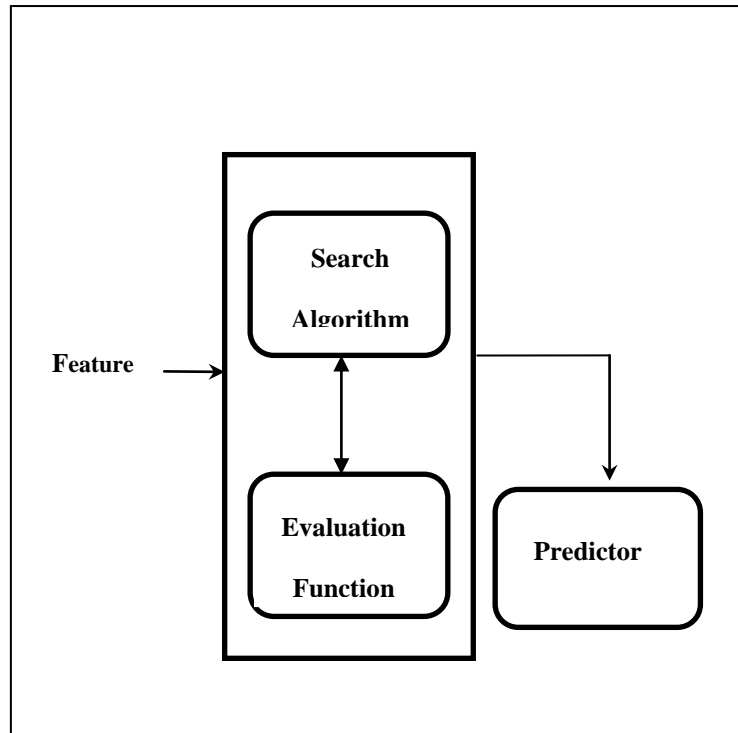 Search
Algorithm
Feature
Evaluation
Function
Predictor